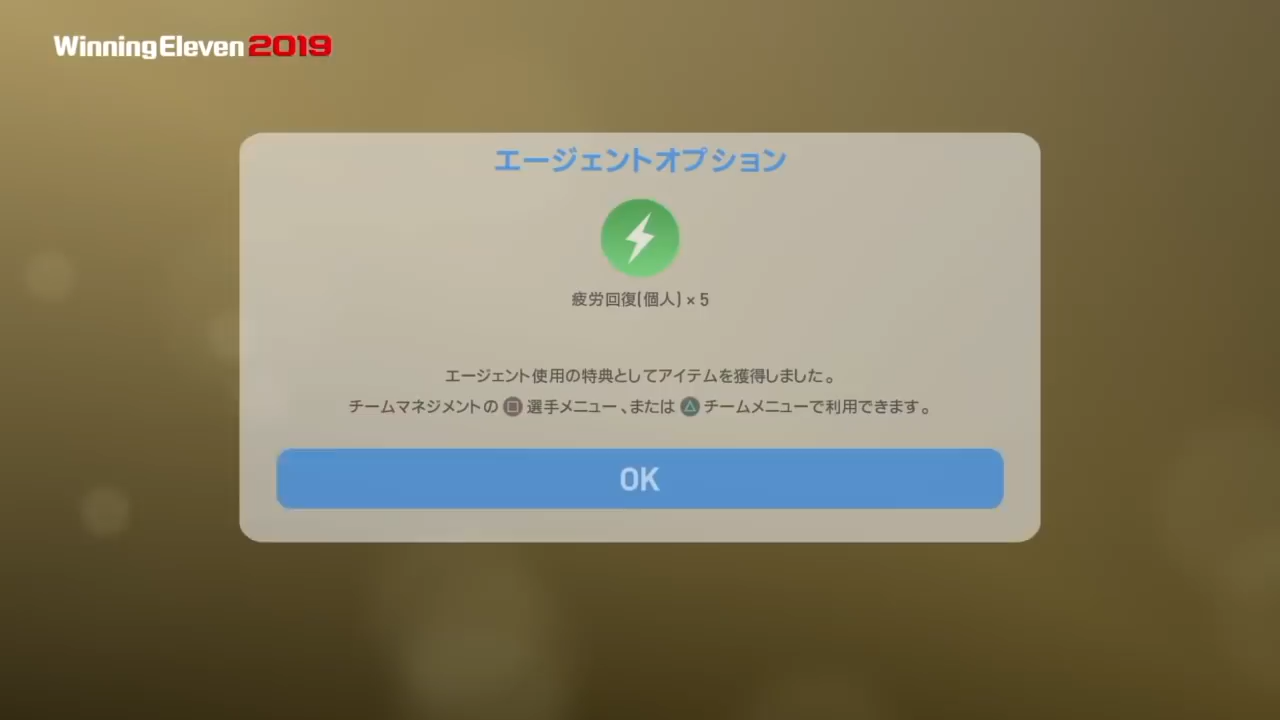 WinningEleven 2019
エージェントオプション
疲労回復(個人) × 5
エージェント使用の特典としてアイテムを獲得しました。
チームマネジメントの 選手メニュー、または チームメニューで利用できます。
OK